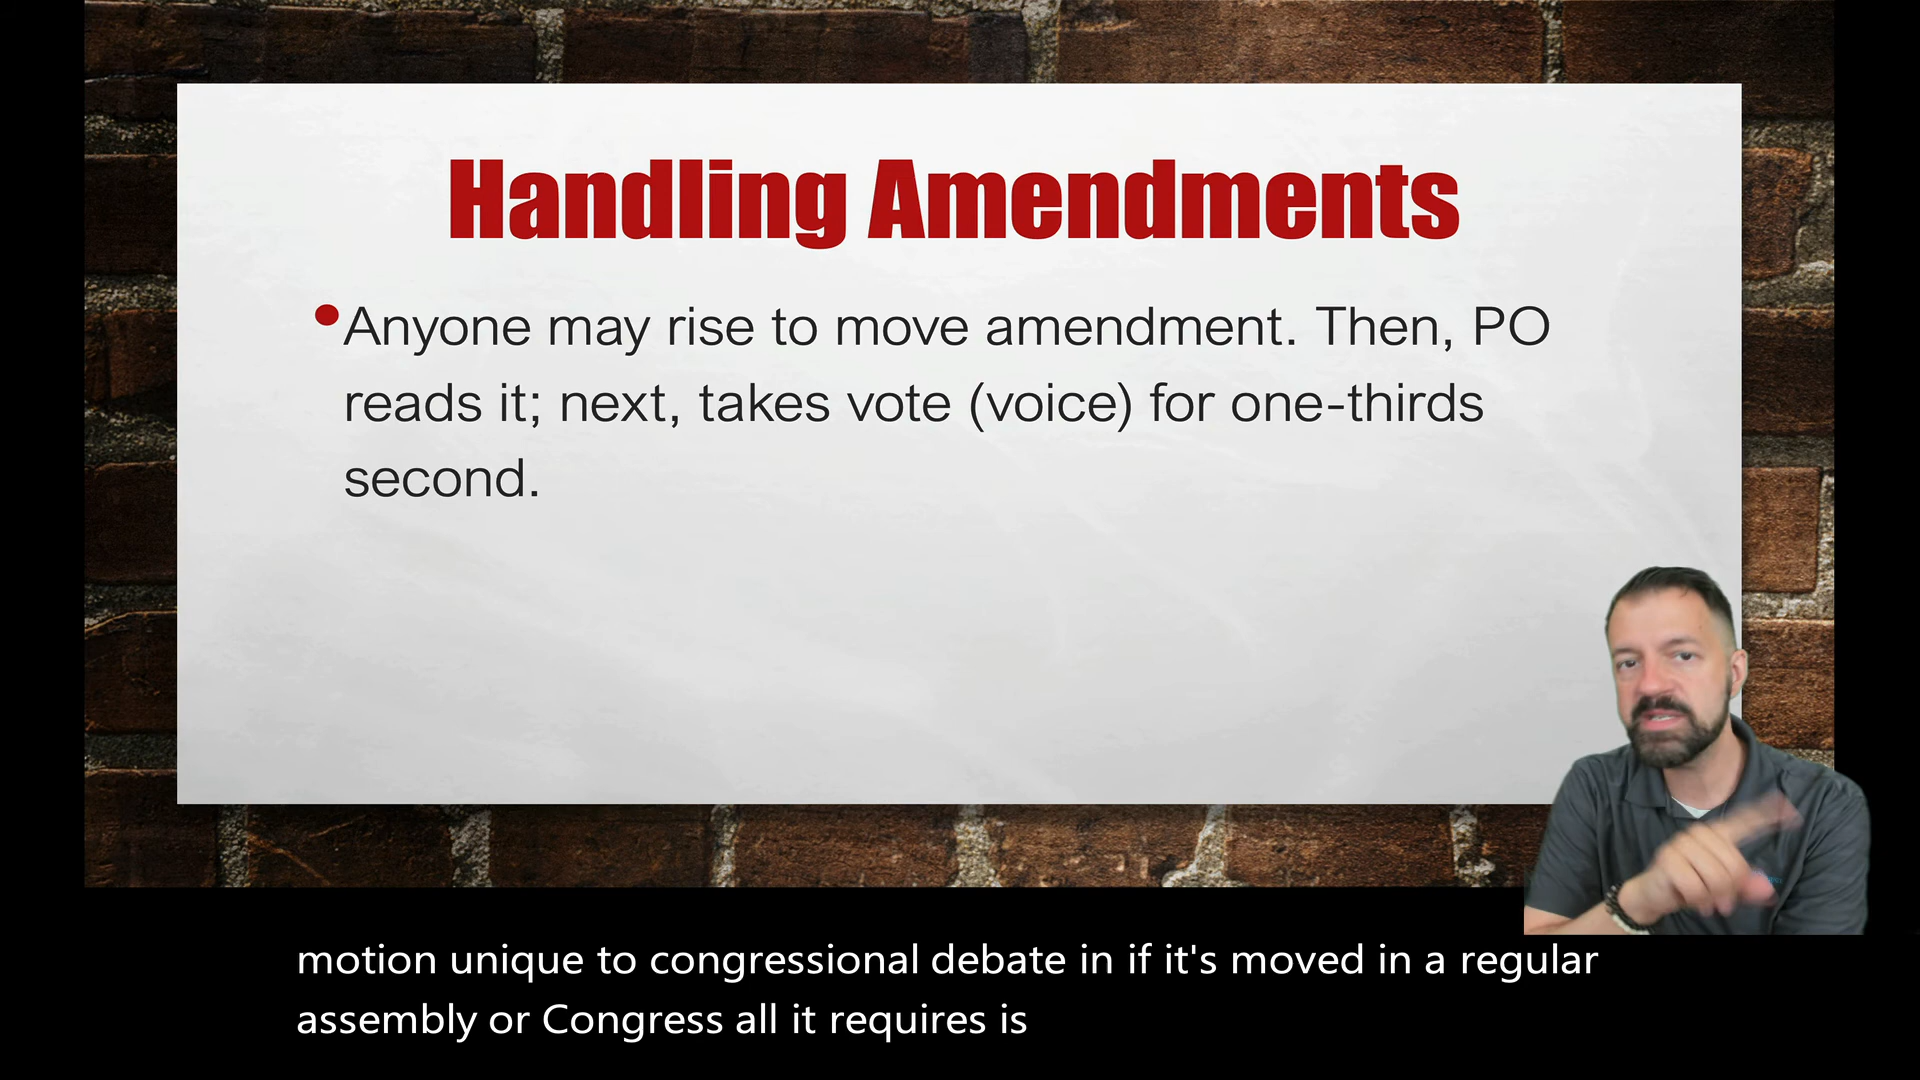 Handling Amendments
•Anyone may rise to move amendment. Then, PO
reads it; next, takes vote (voice) for one-thirds
second.
motion unique to congressional debate in if it's moved in a regular
assembly or Congress all it requires is